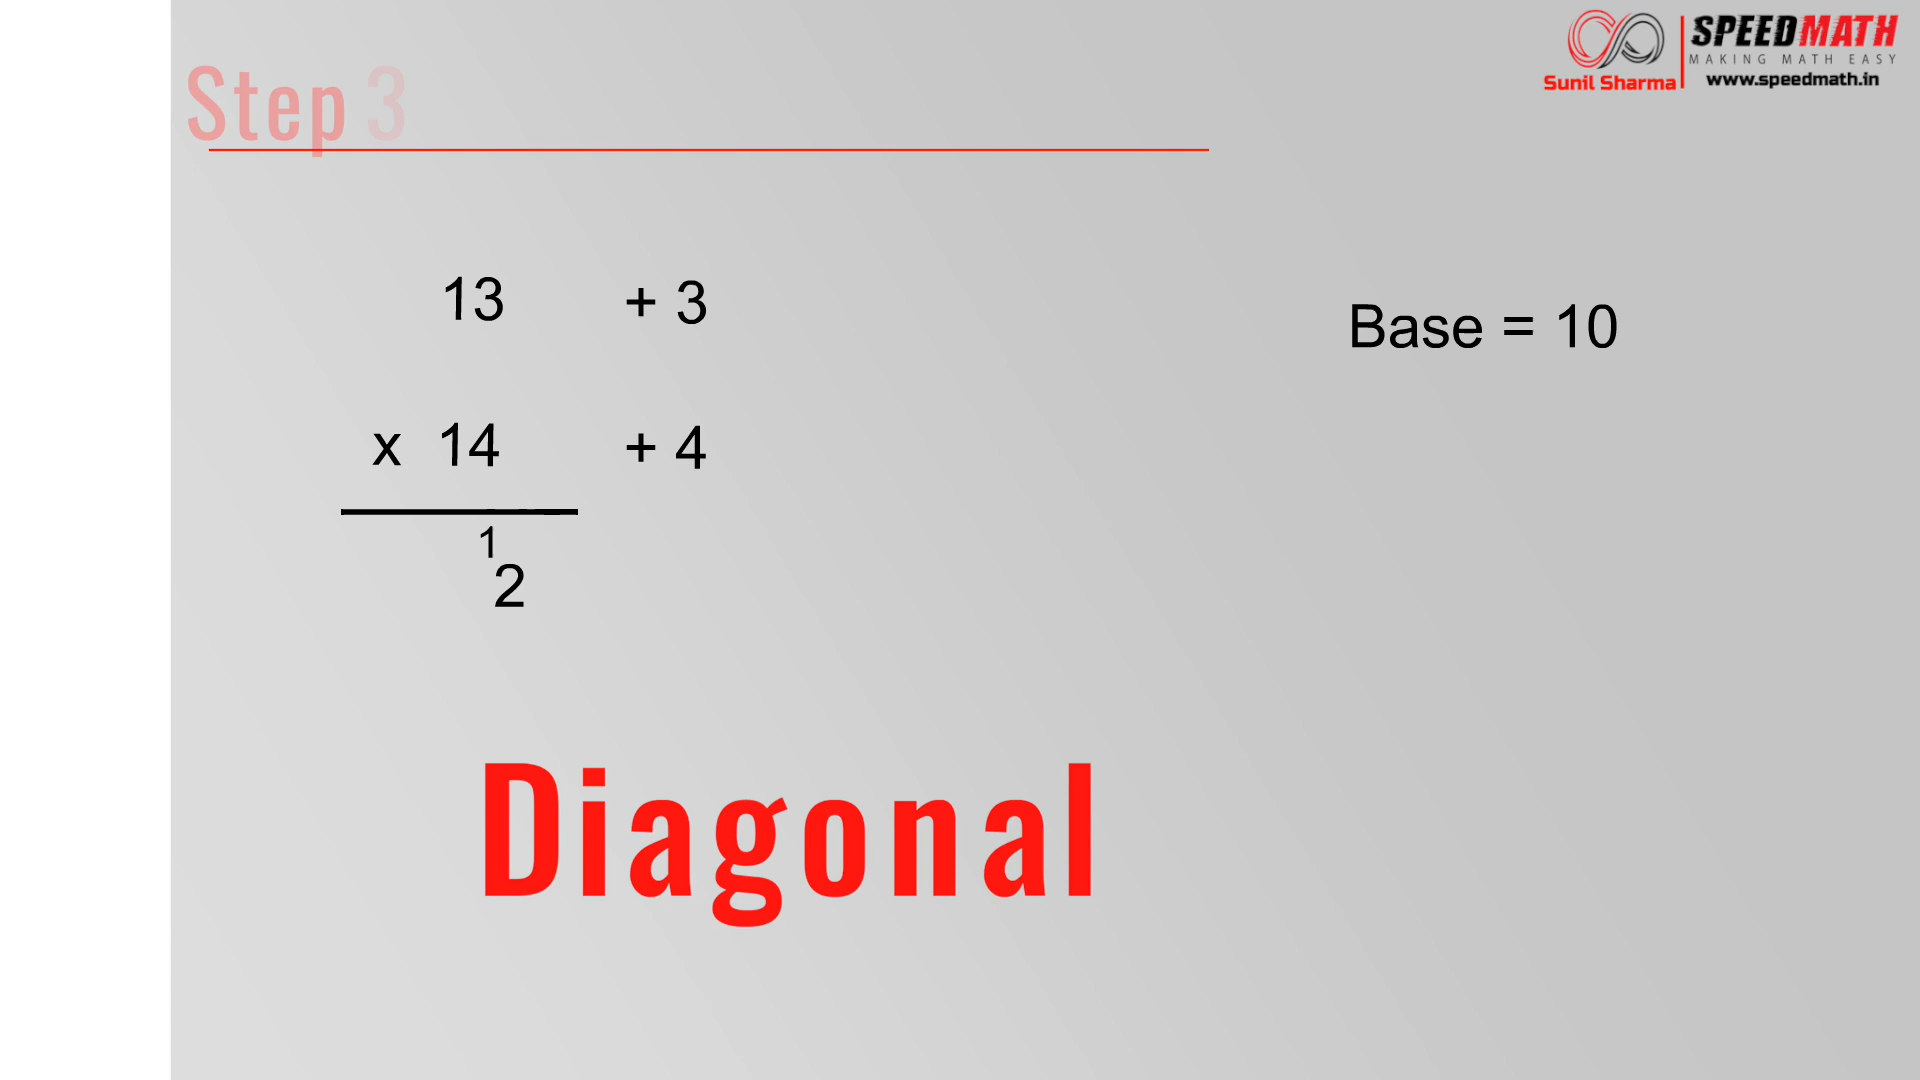 SPEEDMATH
MAKING MATH EASY
Sunil Sharma
www.speedmath.in
Step 3
13 + 3
Base = 10
x 14 + 4
1
2
Diagonal